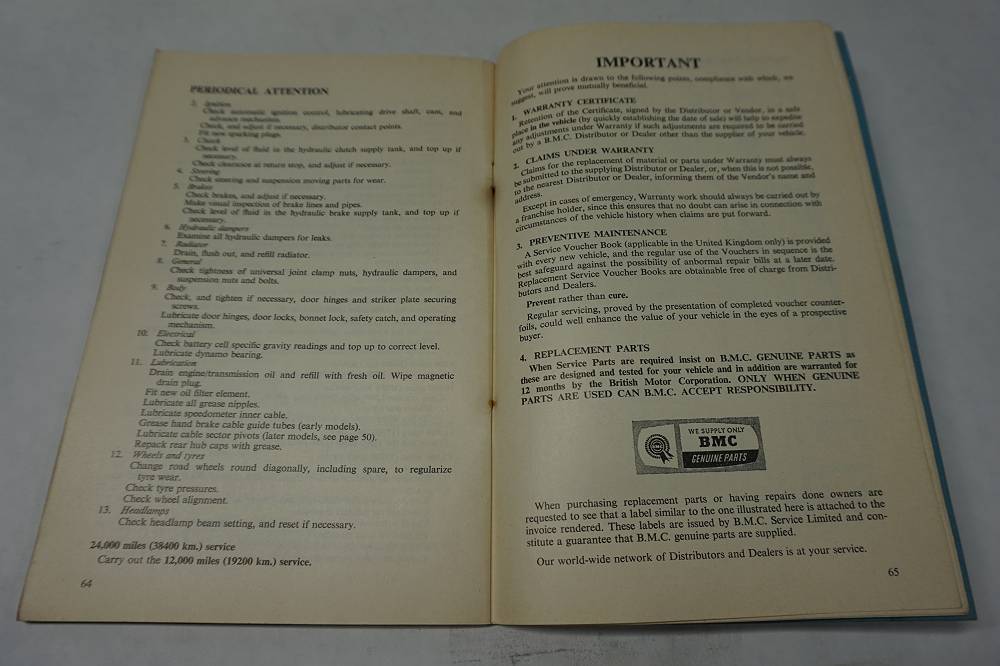 PERIODICAL ATTENTION
2. Ignition
Check automatic ignition control, lubricating drive shaft, cam, and
advance mechanism.
Check, and adjust if necessary, distributor contact points.
Fit new sparking plugs.
3. Clutch
Check level of fluid in the hydraulic clutch supply tank, and top up if
necessary.
Check clearance at return stop, and adjust if necessary.
4. Steering
Check steering and suspension moving parts for wear.
5. Brakes
Check brakes, and adjust if necessary.
Make visual inspection of brake lines and pipes.
Check level of fluid in the hydraulic brake supply tank, and top up if
necessary.
6. Hydraulic dampers
Examine all hydraulic dampers for leaks.
7. Radiator
Drain, flush out, and refill radiator.
8. General
Check tightness of universal joint clamp nuts, hydraulic dampers, and
suspension nuts and bolts.
9. Body
Check, and tighten if necessary, door hinges and striker plate securing
screws.
Lubricate door hinges, door locks, bonnet lock, safety catch, and operating
mechanism.
10. Electrical
Check battery cell specific gravity readings and top up to correct level.
Lubricate dynamo bearing.
11. Lubrication
Drain engine/transmission oil and refill with fresh oil. Wipe magnetic
drain plug.
Fit new oil filter element.
Lubricate all grease nipples.
Lubricate speedometer inner cable.
Grease hand brake cable guide tubes (early models).
Lubricate cable sector pivots (later models, see page 50).
Repack rear hub caps with grease.
12. Wheels and tyres
Change road wheels round diagonally, including spare, to regularize
tyre wear.
Check tyre pressures.
Check wheel alignment.
13. Headlamps
Check headlamp beam setting, and reset if necessary.
24,000 miles (38400 km.) service
Carry out the 12,000 miles (19200 km.) service.
64
IMPORTANT
Your attention is drawn to the following points, compliance with which, we
suggest, will prove mutually beneficial.
1. WARRANTY CERTIFICATE
Retention of the Certificate, signed by the Distributor or Vendor, in a safe
place in the vehicle (by quickly establishing the date of sale) will help to expedite
any adjustments under Warranty if such adjustments are required to be carried
out by a B.M.C. Distributor or Dealer other than the supplier of your vehicle.
2. CLAIMS UNDER WARRANTY
Claims for the replacement of material or parts under Warranty must always
be submitted to the supplying Distributor or Dealer, or, when this is not possible,
to the nearest Distributor or Dealer, informing them of the Vendor's name and
address.
Except in cases of emergency, Warranty work should always be carried out by
a franchise holder, since this ensures that no doubt can arise in connection with
circumstances of the vehicle history when claims are put forward.
3. PREVENTIVE MAINTENANCE
A Service Voucher Book (applicable in the United Kingdom only) is provided
with every new vehicle, and the regular use of the Vouchers in sequence is the
best safeguard against the possibility of anbormal repair bills at a later date.
Replacement Service Voucher Books are obtainable free of charge from Distri-
butors and Dealers.
Prevent rather than cure.
Regular servicing, proved by the presentation of completed voucher counter-
foils, could well enhance the value of your vehicle in the eyes of a prospective
buyer.
4. REPLACEMENT PARTS
When Service Parts are required insist on B.M.C. GENUINE PARTS as
these are designed and tested for your vehicle and in addition are warranted for
12 months by the British Motor Corporation. ONLY WHEN GENUINE
PARTS ARE USED CAN B.M.C. ACCEPT RESPONSIBILITY.
WE SUPPLY ONLY
BMC
GENUINE PARTS
When purchasing replacement parts or having repairs done owners are
requested to see that a label similar to the one illustrated here is attached to the
invoice rendered. These labels are issued by B.M.C. Service Limited and con-
stitute a guarantee that B.M.C. genuine parts are supplied.
Our world-wide network of Distributors and Dealers is at your service.
65